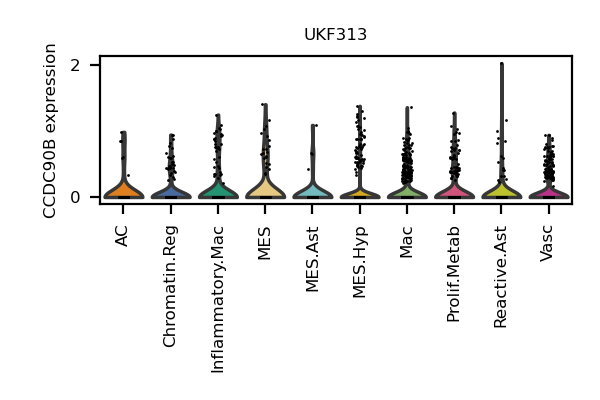 UKF313
CCDC90B expression
2
0
AC
Chromatin.Reg
Inflammatory.Mac
MES
MES.Ast
MES.Hyp
Mac
Prolif.Metab
Reactive.Ast
Vasc